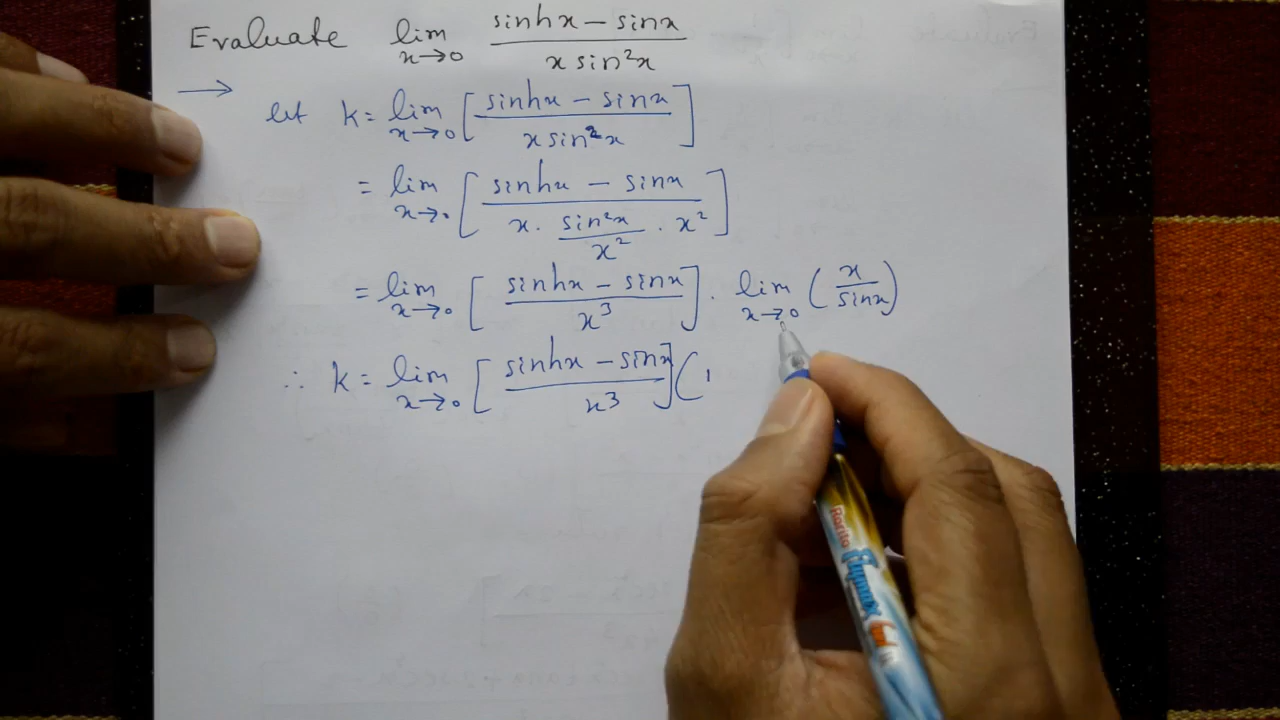 Evaluate lim x→0 (sinhx − sinx)/(x sin²x)
→ let k = lim x→0 [(sinhx − sinx)/(x sin²x)]
= lim x→0 [(sinhx − sinx)/(x · (sin²x)/(x²) · x²)]
= lim x→0 [(sinhx − sinx)/(x³)] · lim x→0 (x/sinx)
∴ k = lim x→0 [(sinhx − sinx)/(x³)] (1
Rorito